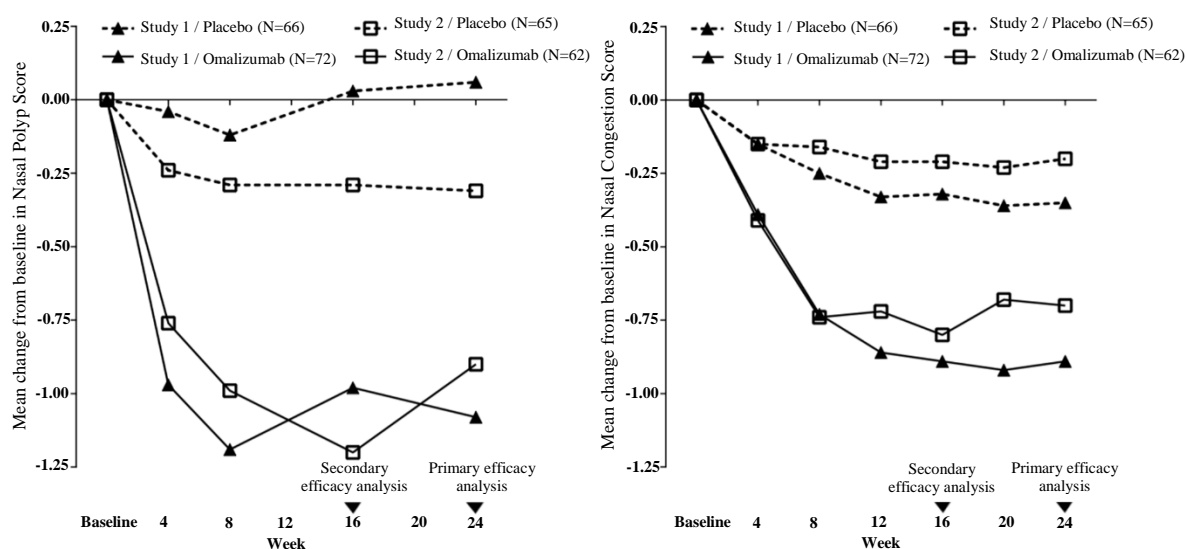 Mean change from baseline in Nasal Polyp Score
0.25
0.00
-0.25
-0.50
-0.75
-1.00
-1.25
Study 1 / Placebo (N=66)
Study 2 / Placebo (N=65)
Study 1 / Omalizumab (N=72)
Study 2 / Omalizumab (N=62)
Secondary
efficacy analysis
Primary efficacy
analysis
Baseline 4 8 12 16 20 24
Week
Mean change from baseline in Nasal Congestion Score
0.25
0.00
-0.25
-0.50
-0.75
-1.00
-1.25
Study 1 / Placebo (N=66)
Study 2 / Placebo (N=65)
Study 1 / Omalizumab (N=72)
Study 2 / Omalizumab (N=62)
Secondary
efficacy analysis
Primary efficacy
analysis
Baseline 4 8 12 16 20 24
Week